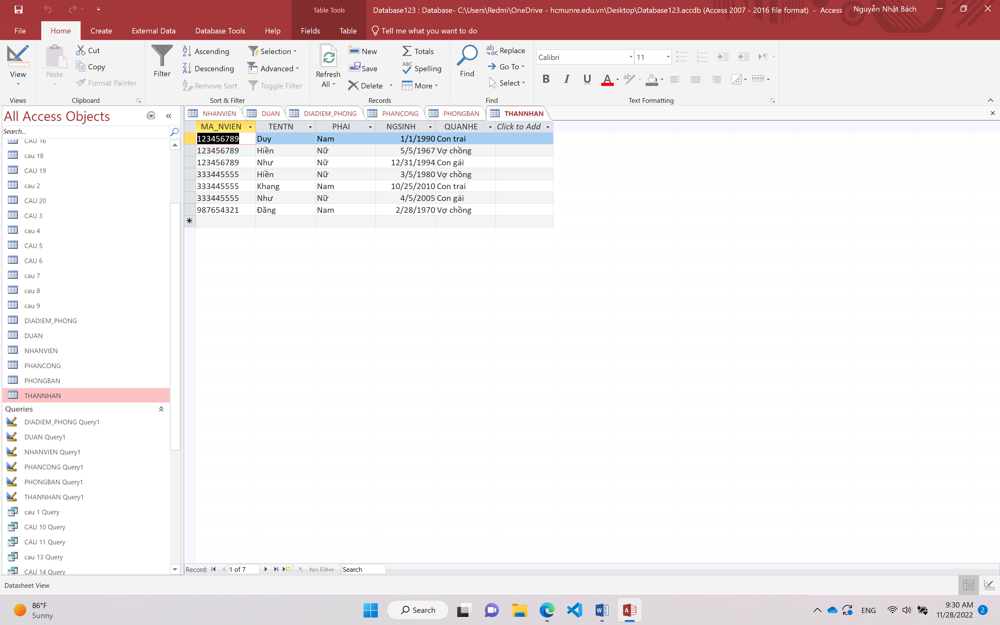 Table Tools
Database123 : Database- C:\Users\Redmi\OneDrive - hcmunre.edu.vn\Desktop\Database123.accdb (Access 2007 - 2016 file format) - Access
Nguyễn Nhật Bách
File Home Create External Data Database Tools Help Fields Table Tell me what you want to do
View
Paste
Cut
Copy
Format Painter
Filter
Ascending
Descending
Remove Sort
Selection
Advanced
Toggle Filter
Refresh
All
New
Save
Delete
Totals
Spelling
More
Find
Replace
Go To
Select
Calibri
11
B I U A
Views Clipboard Sort & Filter Records Find Text Formatting
All Access Objects
Search...
CAU 16
cau 18
CAU 19
cau 2
CAU 20
CAU 3
cau 4
CAU 5
CAU 6
cau 7
cau 8
cau 9
DIADIEM_PHONG
DUAN
NHANVIEN
PHANCONG
PHONGBAN
THANNHAN
Queries
DIADIEM_PHONG Query1
DUAN Query1
NHANVIEN Query1
PHANCONG Query1
PHONGBAN Query1
THANNHAN Query1
cau 1 Query
CAU 10 Query
CAU 11 Query
cau 13 Query
CAU 14 Query
NHANVIEN DUAN DIADIEM_PHONG PHANCONG PHONGBAN THANNHAN
MA_NVIEN TENTN PHAI NGSINH QUANHE Click to Add
123456789 Duy Nam 1/1/1990 Con trai
123456789 Hiền Nữ 5/5/1967 Vợ chồng
123456789 Như Nữ 12/31/1994 Con gái
333445555 Hiền Nữ 3/5/1980 Vợ chồng
333445555 Khang Nam 10/25/2010 Con trai
333445555 Như Nữ 4/5/2005 Con gái
987654321 Đăng Nam 2/28/1970 Vợ chồng
Record: 1 of 7 No Filter Search
Datasheet View
86°F
Sunny
Search
ENG
9:30 AM
11/28/2022
2